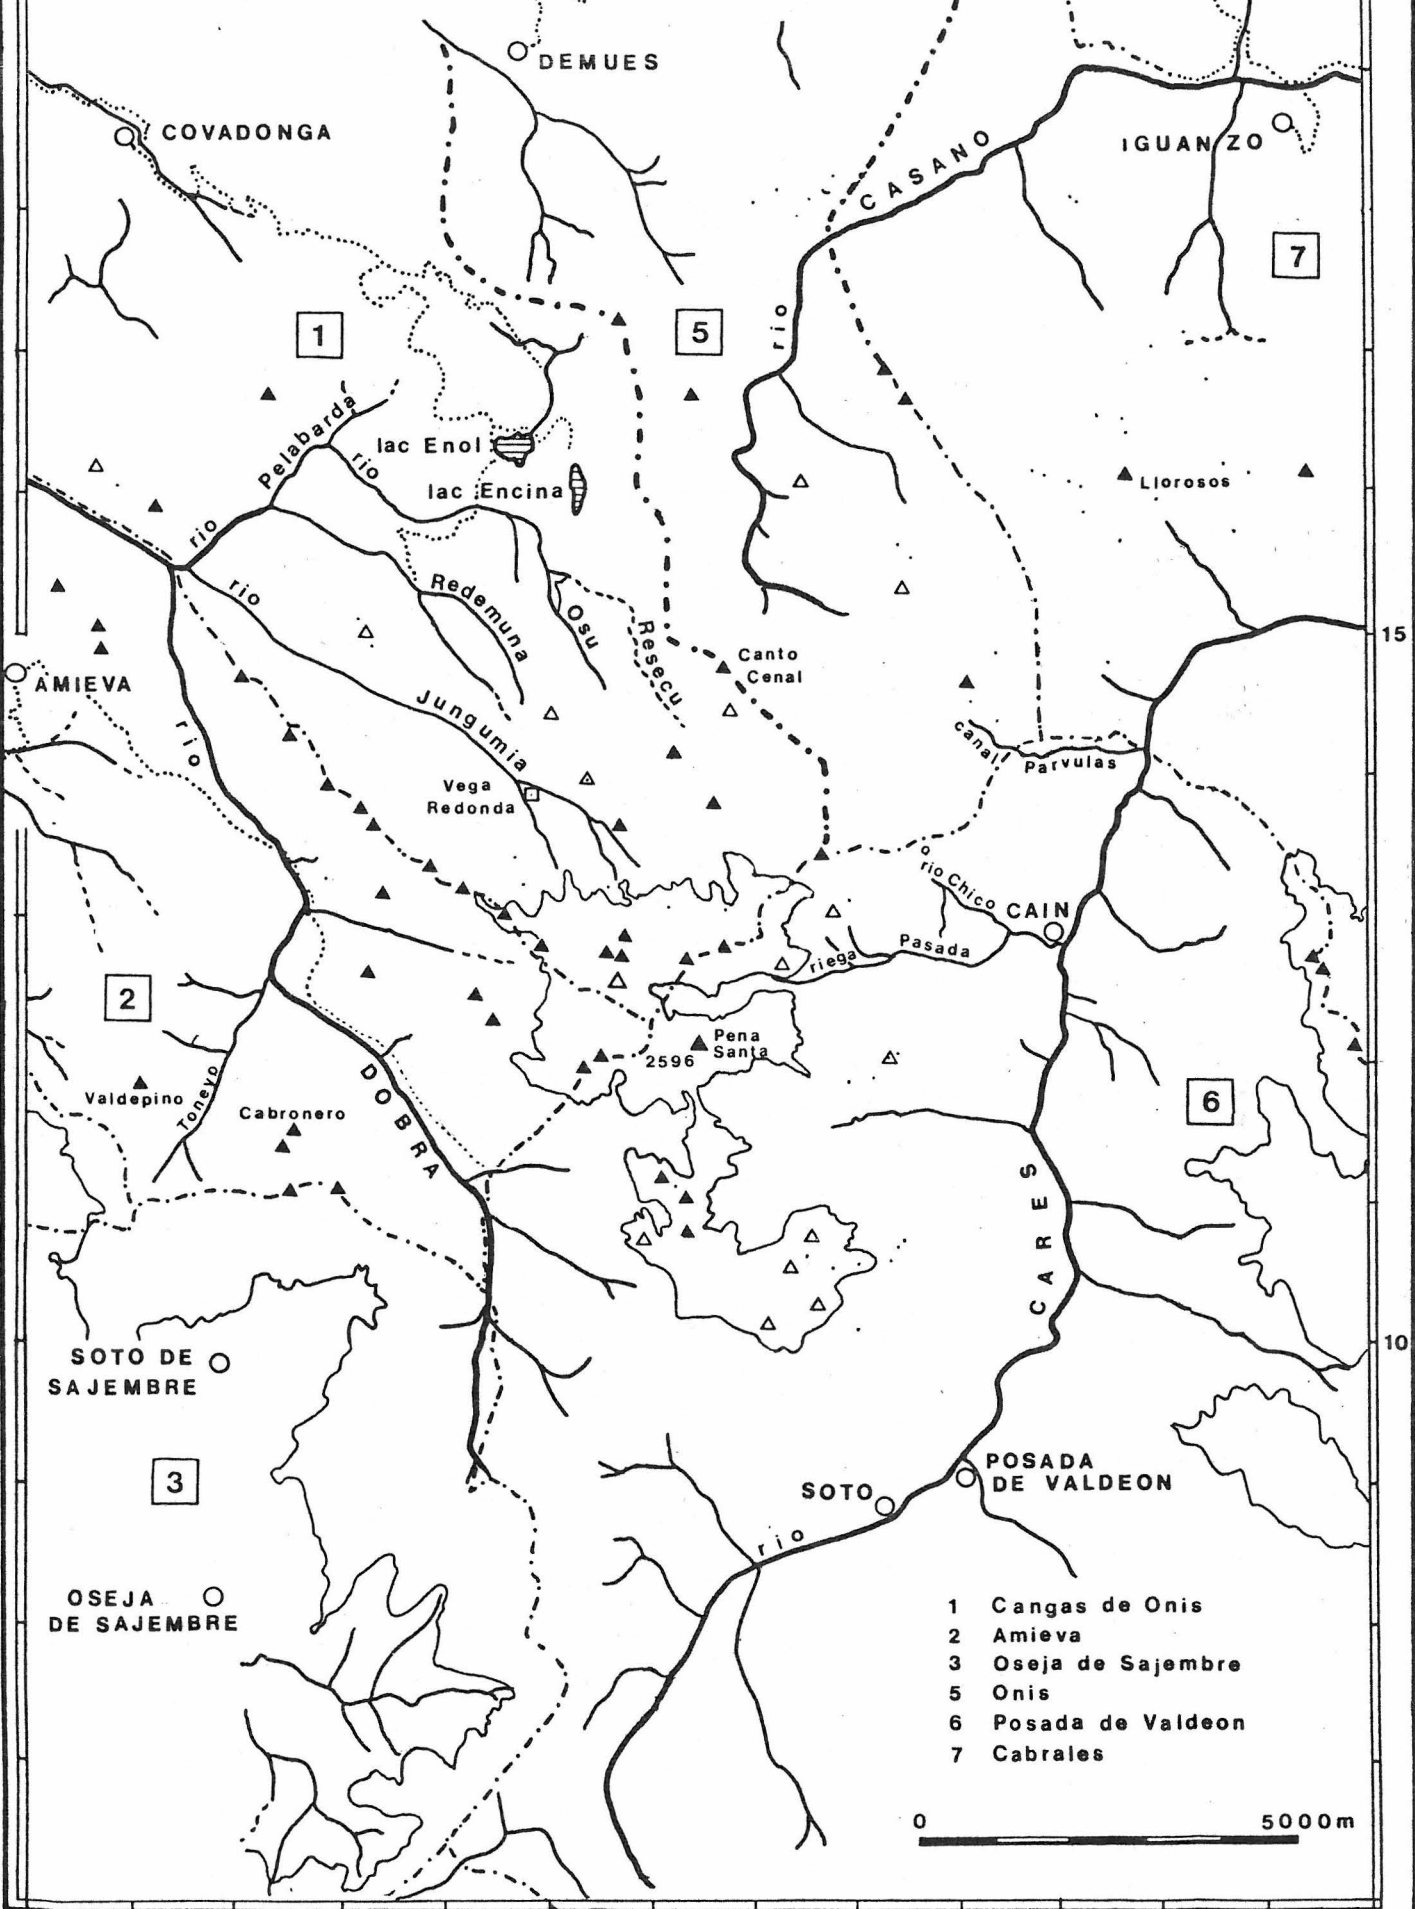 DEMUES
COVADONGA
CASANO
IGUANZO
7
1
5
rio
Pelabarda
lac Enol
rio
lac Encina
Llorosos
rio
rio
Redemuna
Osu
Resecu
15
Canto
Cenal
AMIEVA
Jungumia
rio
canal
Parvulas
Vega
Redonda
rio Chico
CAIN
Pasada
riega
2
Pena
Santa
2596
Valdepino
Toneyo
Cabronero
DOBRA
6
CARES
10
SOTO DE
SAJEMBRE
3
POSADA
DE VALDEON
SOTO
rio
OSEJA
DE SAJEMBRE
1 Cangas de Onis
2 Amieva
3 Oseja de Sajembre
5 Onis
6 Posada de Valdeon
7 Cabrales
0 5000m